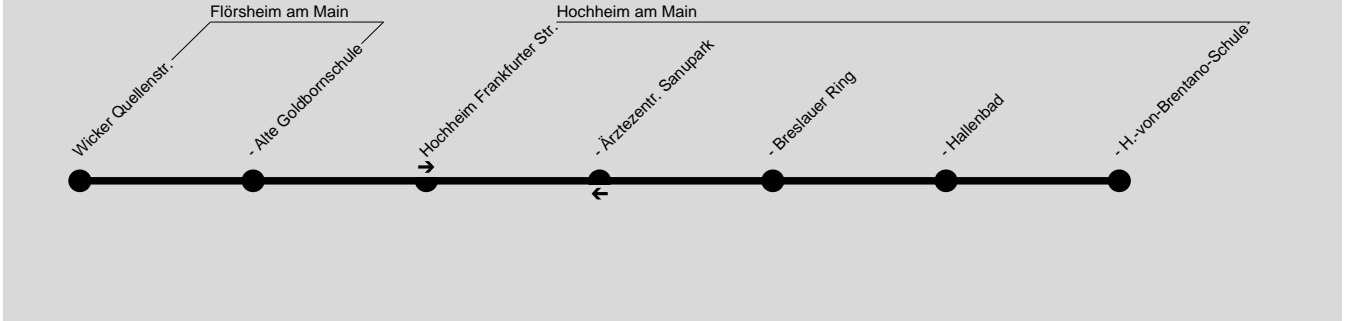 Flörsheim am Main
Hochheim am Main
Wicker Quellenstr.
- Alte Goldbornschule
Hochheim Frankfurter Str.
- Ärztezentr. Sanupark
- Breslauer Ring
- Hallenbad
- H.-von-Brentano-Schule